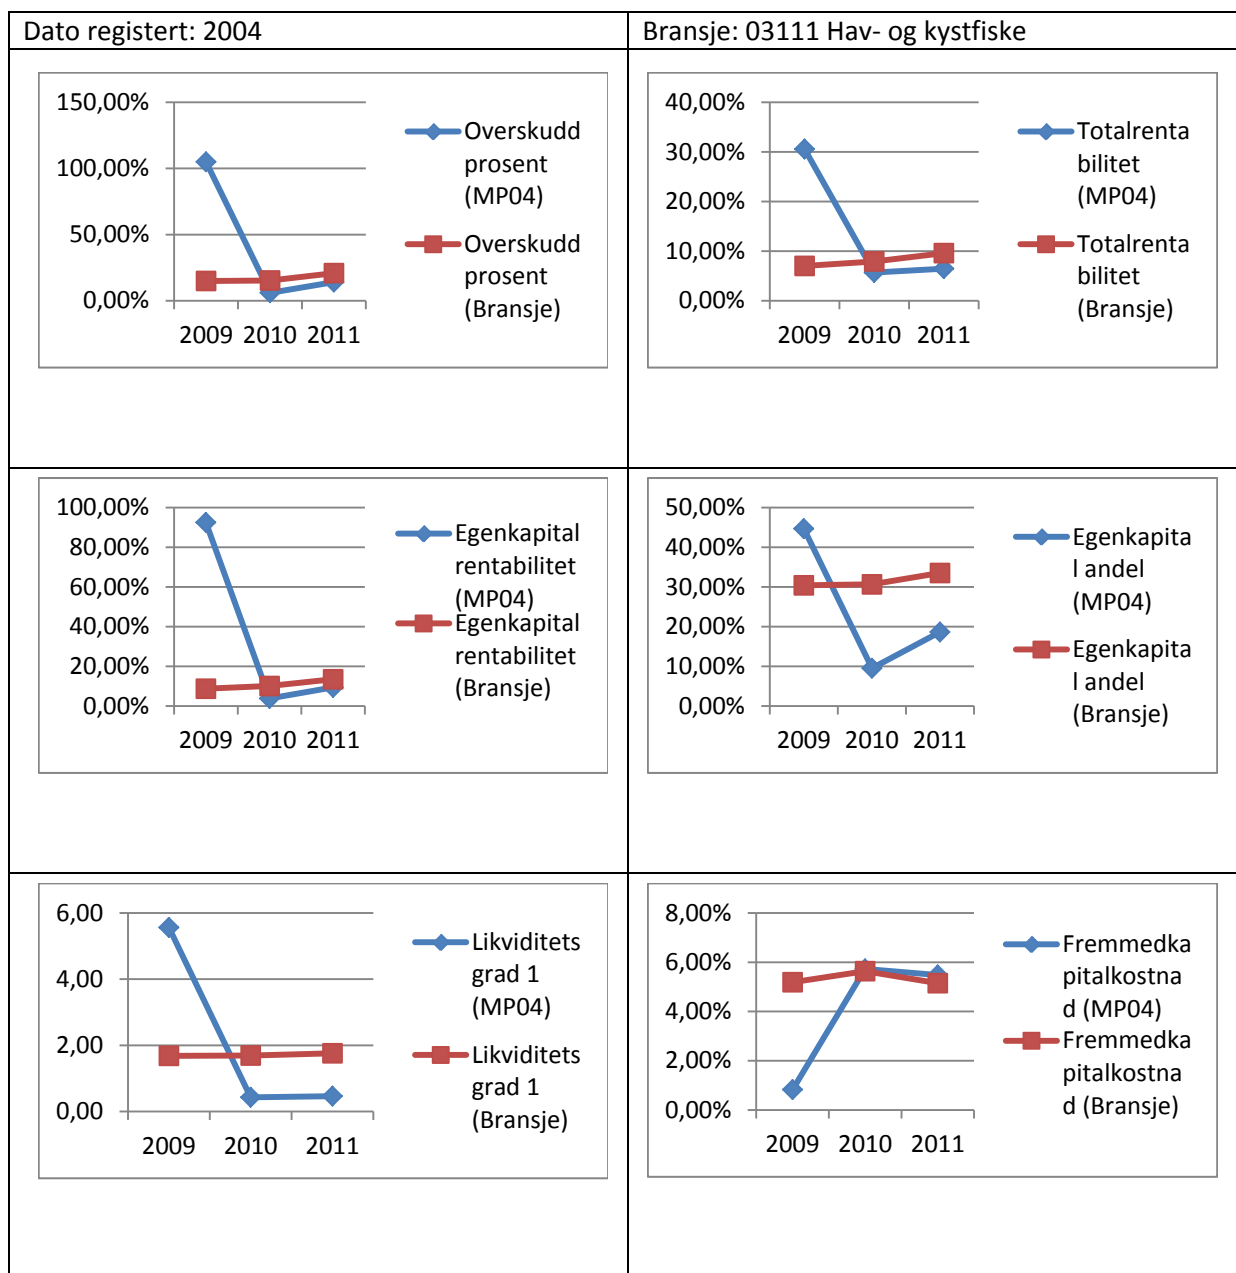 Dato registert: 2004
Bransje: 03111 Hav- og kystfiske
150,00%
100,00%
50,00%
0,00%
2009 2010 2011
Overskudd
prosent
(MP04)
Overskudd
prosent
(Bransje)
40,00%
30,00%
20,00%
10,00%
0,00%
2009 2010 2011
Totalrenta
bilitet
(MP04)
Totalrenta
bilitet
(Bransje)
100,00%
80,00%
60,00%
40,00%
20,00%
0,00%
2009 2010 2011
Egenkapital
rentabilitet
(MP04)
Egenkapital
rentabilitet
(Bransje)
50,00%
40,00%
30,00%
20,00%
10,00%
0,00%
2009 2010 2011
Egenkapita
l andel
(MP04)
Egenkapita
l andel
(Bransje)
6,00
4,00
2,00
0,00
2009 2010 2011
Likviditets
grad 1
(MP04)
Likviditets
grad 1
(Bransje)
8,00%
6,00%
4,00%
2,00%
0,00%
2009 2010 2011
Fremmedka
pitalkostna
d (MP04)
Fremmedka
pitalkostna
d (Bransje)